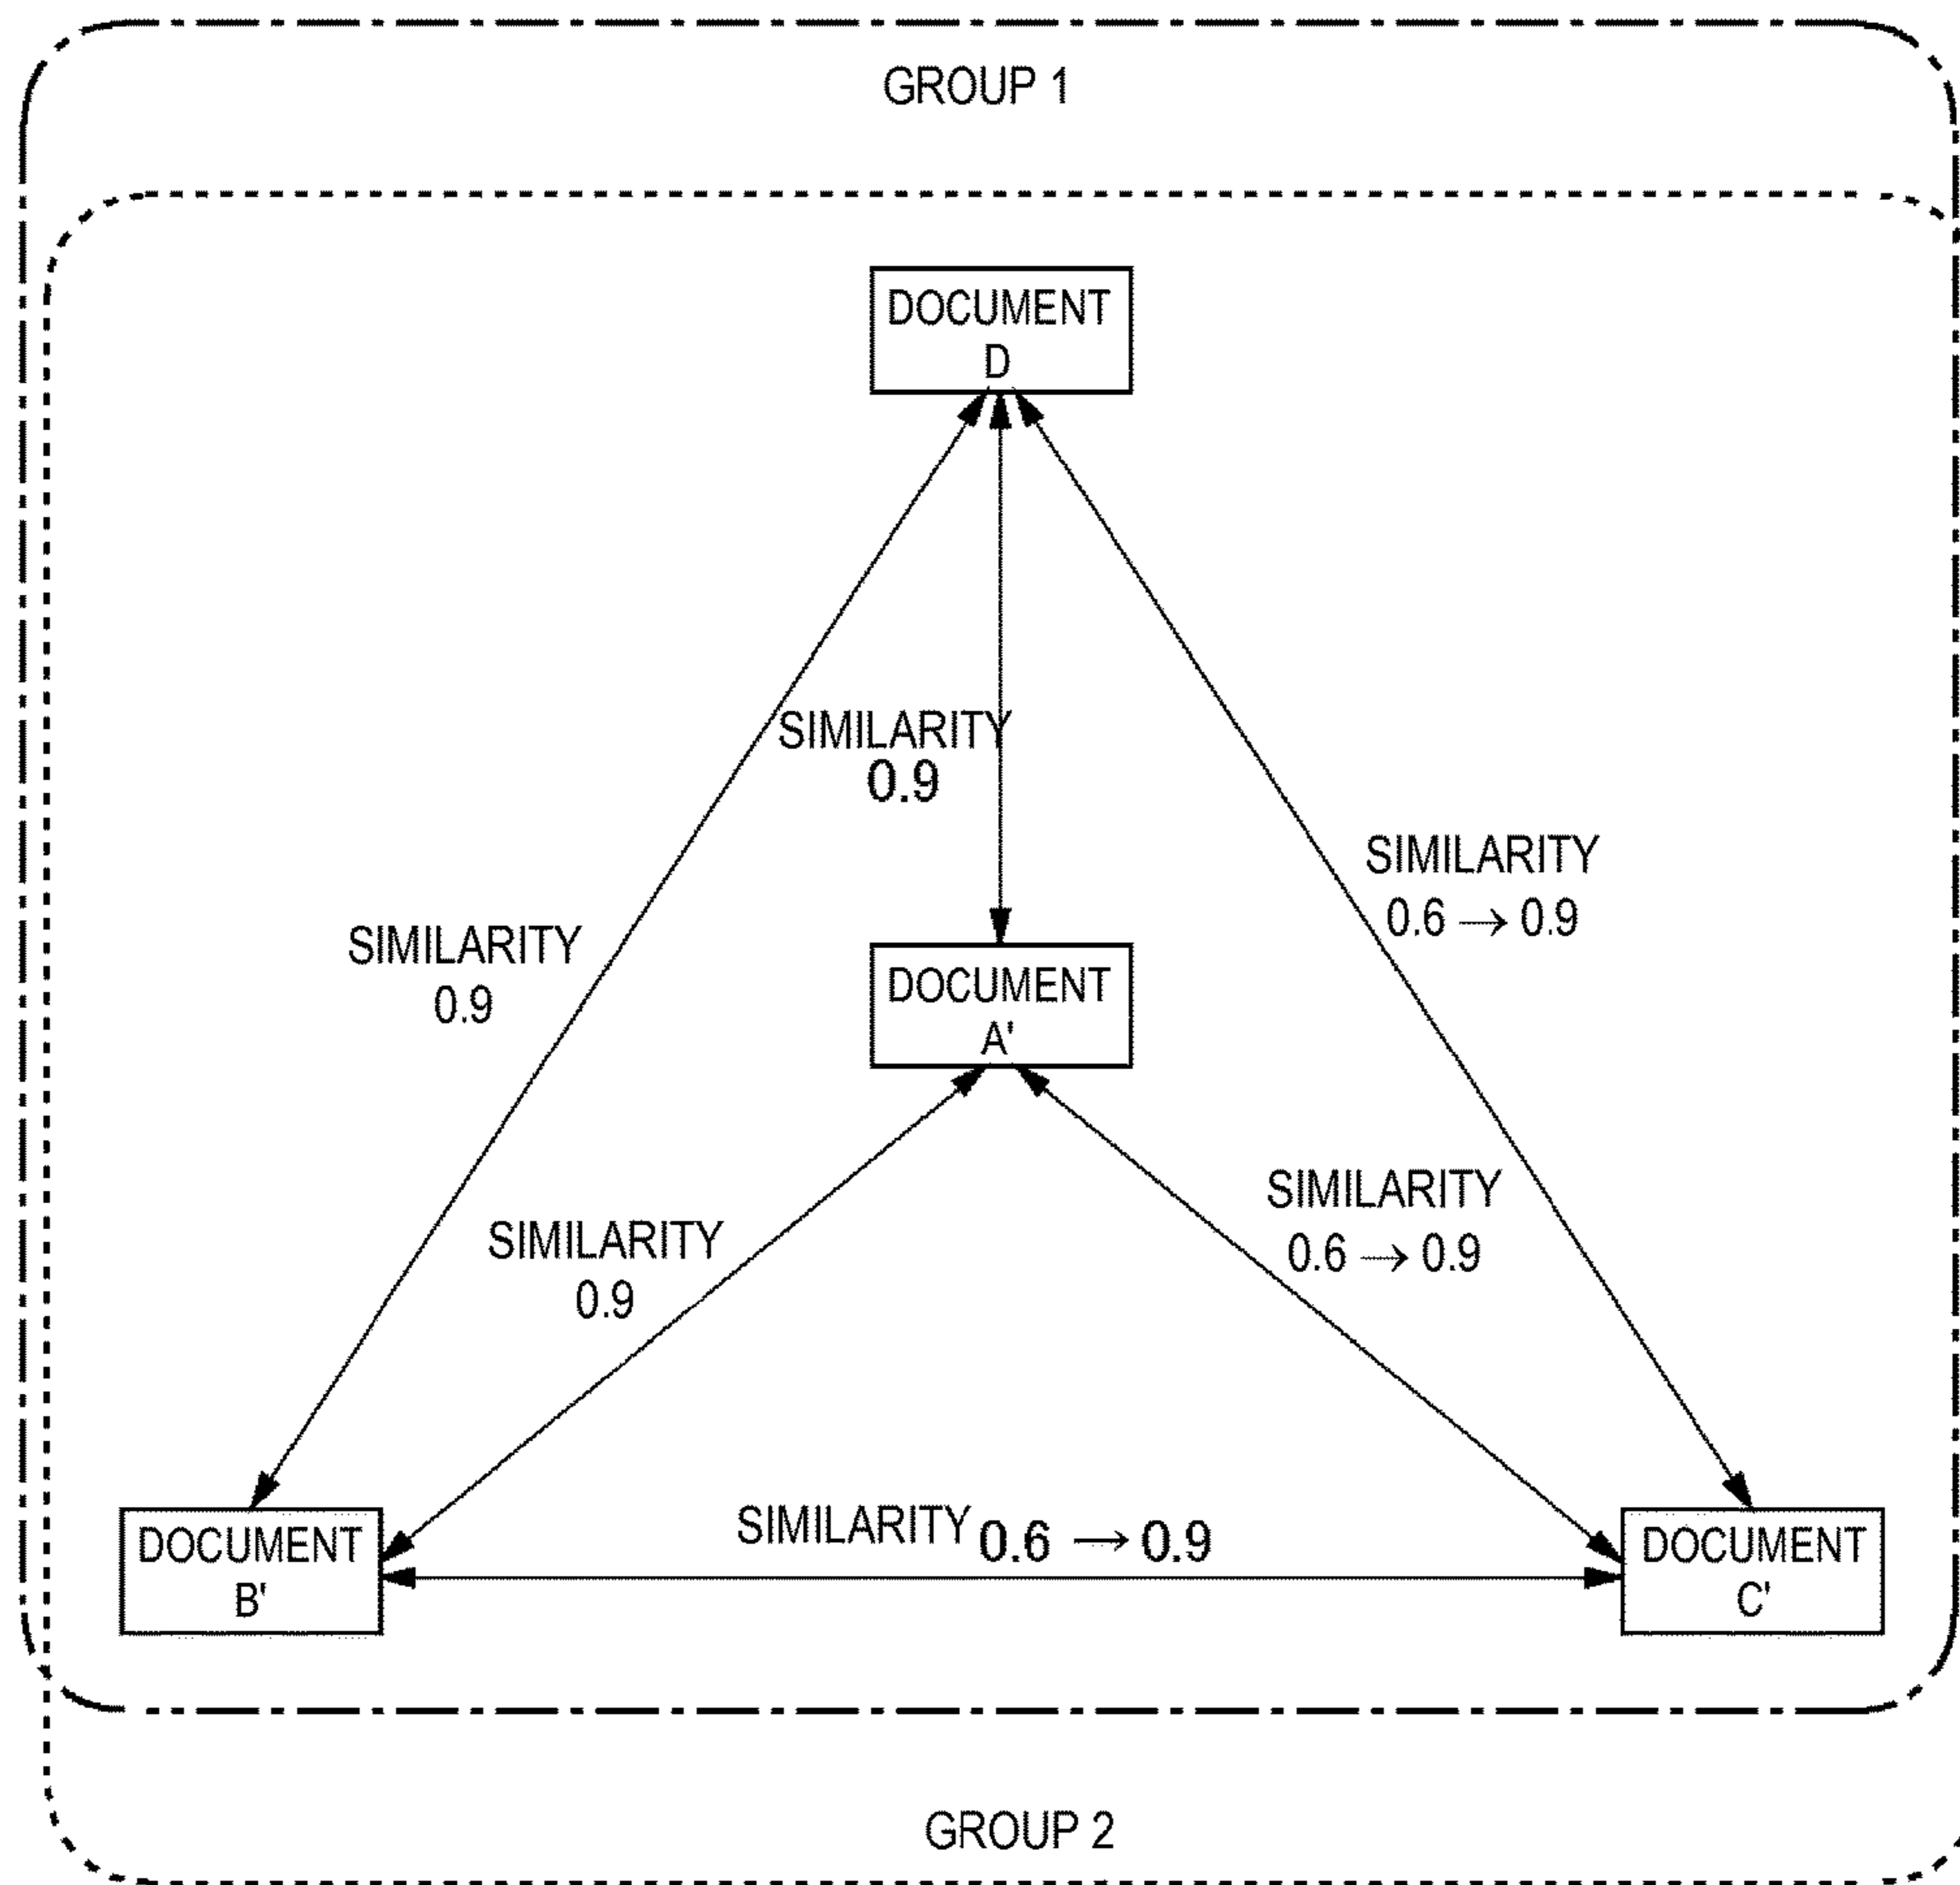 GROUP 1
DOCUMENT
D
SIMILARITY
0.9
SIMILARITY
0.6 → 0.9
SIMILARITY
0.9
DOCUMENT
A'
SIMILARITY
0.6 → 0.9
SIMILARITY
0.9
SIMILARITY 0.6 → 0.9
DOCUMENT
B'
DOCUMENT
C'
GROUP 2